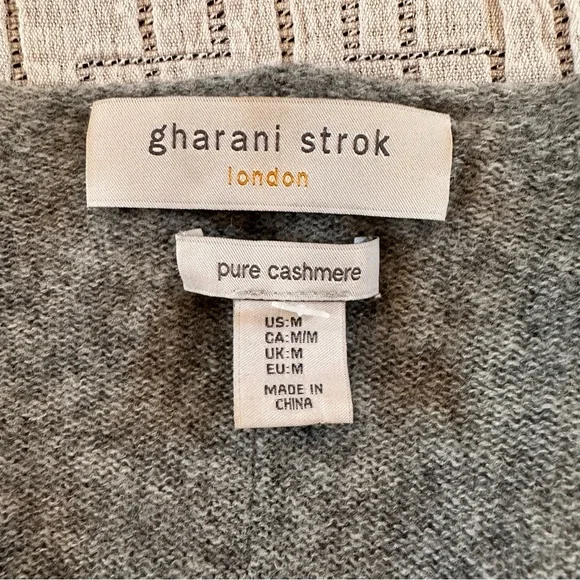 gharani strok
london
pure cashmere
US:M
CA:M/M
UK:M
EU:M
MADE IN
CHINA